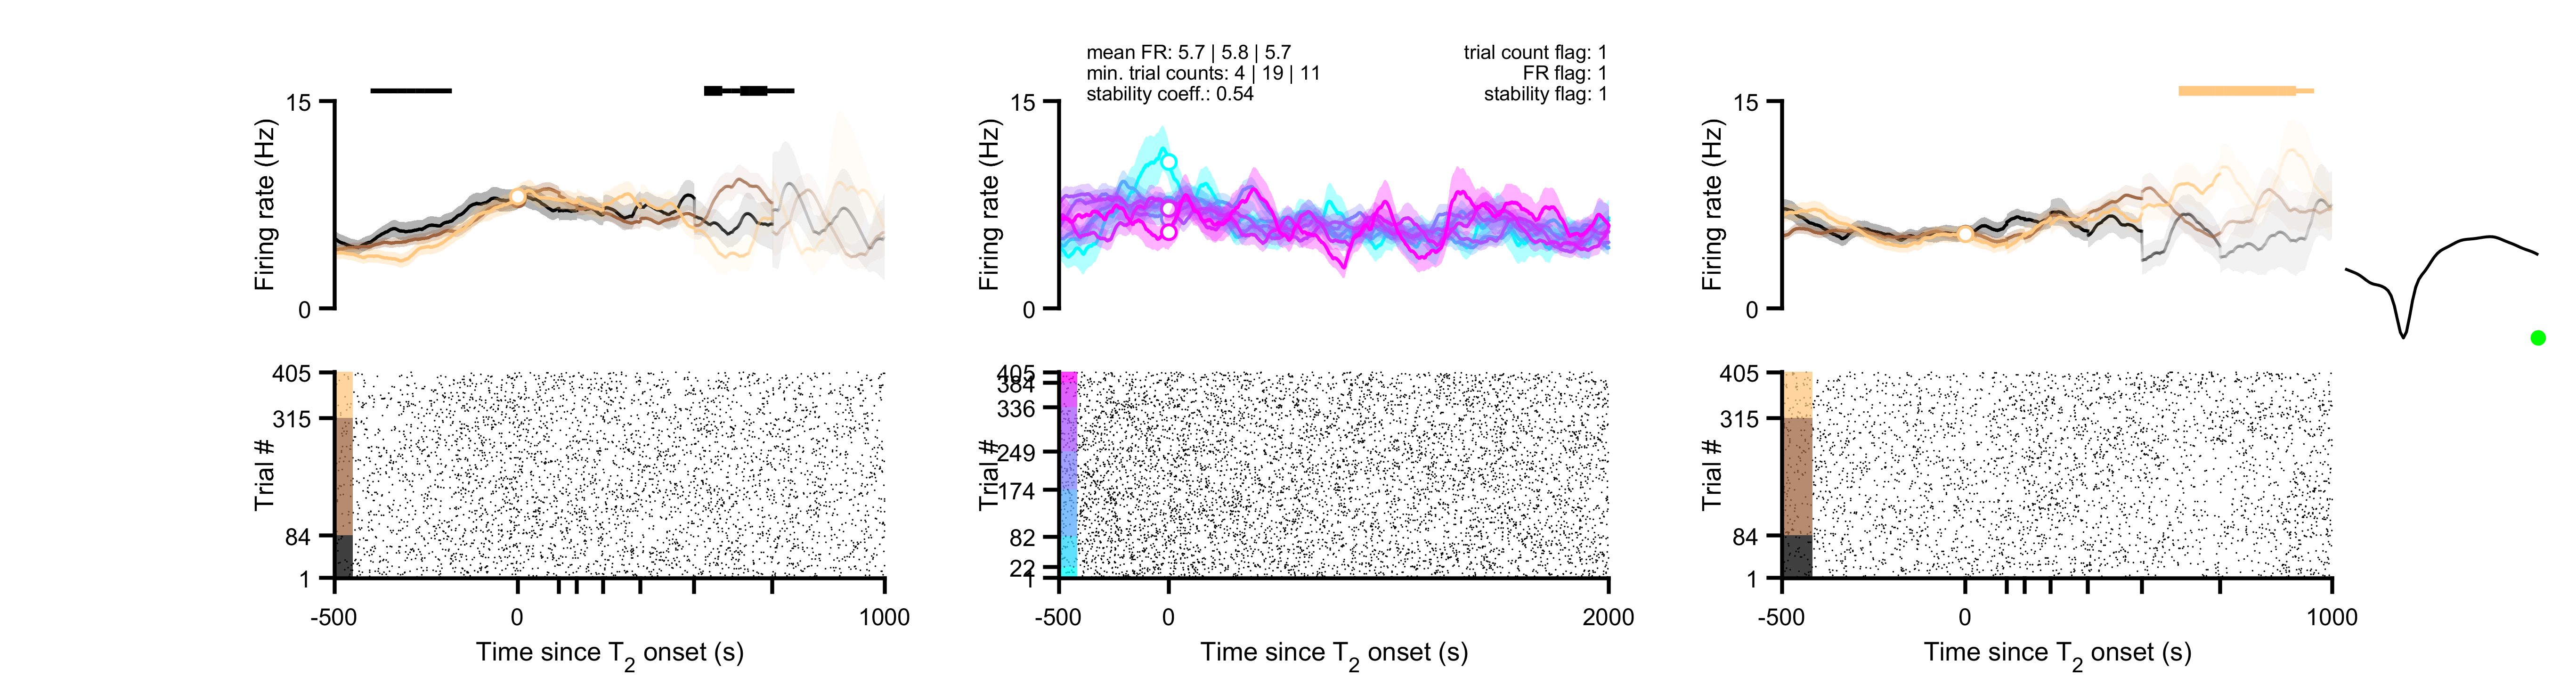 mean FR: 5.7 | 5.8 | 5.7
min. trial counts: 4 | 19 | 11
stability coeff.: 0.54
trial count flag: 1
FR flag: 1
stability flag: 1
15
Firing rate (Hz)
0
15
Firing rate (Hz)
0
15
Firing rate (Hz)
0
405
315
Trial #
84
1
-500
0
1000
Time since T2 onset (s)
405
384
336
249
Trial #
174
82
22
1
-500
0
2000
Time since T2 onset (s)
405
315
Trial #
84
1
-500
0
1000
Time since T2 onset (s)